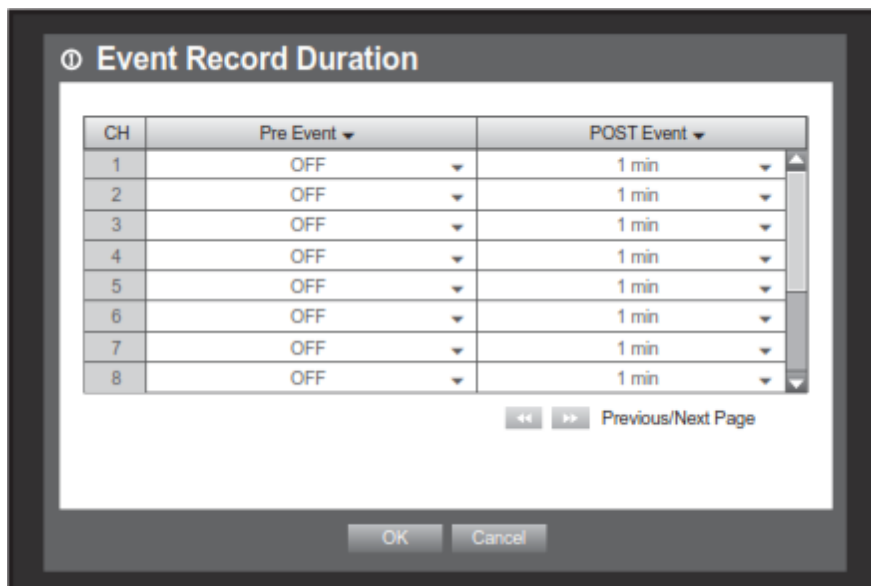 Event Record Duration
CH Pre Event POST Event
1 OFF 1 min
2 OFF 1 min
3 OFF 1 min
4 OFF 1 min
5 OFF 1 min
6 OFF 1 min
7 OFF 1 min
8 OFF 1 min
Previous/Next Page
OK Cancel